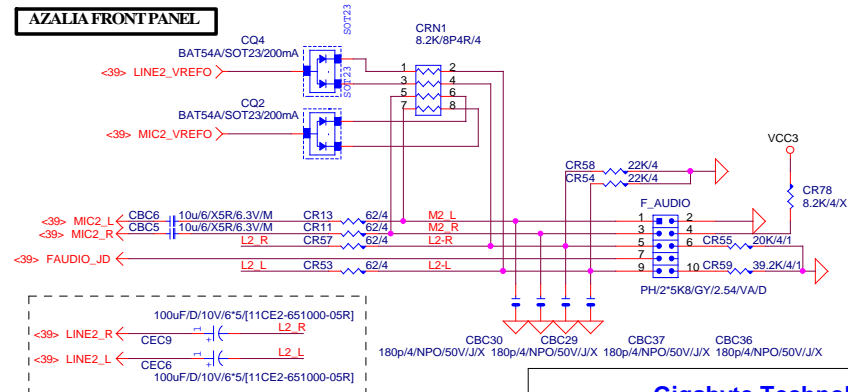 AZALIA FRONT PANEL
SOT23
CQ4
BAT54A/SOT23/200mA
<39> LINE2_VREFO
SOT23
CQ2
BAT54A/SOT23/200mA
<39> MIC2_VREFO
CRN1
8.2K/8P4R/4
1 2
3 4
5 6
7 8
VCC3
CR58 22K/4
CR54 22K/4
CR78
8.2K/4/X
F_AUDIO
<39> MIC2_L CBC6 10u/6/X5R/6.3V/M CR13 62/4 M2_L 1 2
<39> MIC2_R CBC5 10u/6/X5R/6.3V/M CR11 62/4 M2_R 3 4
L2_R CR57 62/4 L2-R 5 6 CR55 20K/4/1
<39> FAUDIO_JD 7
L2_L CR53 62/4 L2-L 9 10 CR59 39.2K/4/1
PH/2*5K8/GY/2.54/VA/D
100uF/D/10V/6*5/[11CE2-651000-05R]
<39> LINE2_R 1 + L2_R
CEC9
<39> LINE2_L 1 + L2_L
CEC6
100uF/D/10V/6*5/[11CE2-651000-05R]
CBC30 CBC29 CBC37 CBC36
180p/4/NPO/50V/J/X 180p/4/NPO/50V/J/X 180p/4/NPO/50V/J/X 180p/4/NPO/50V/J/X